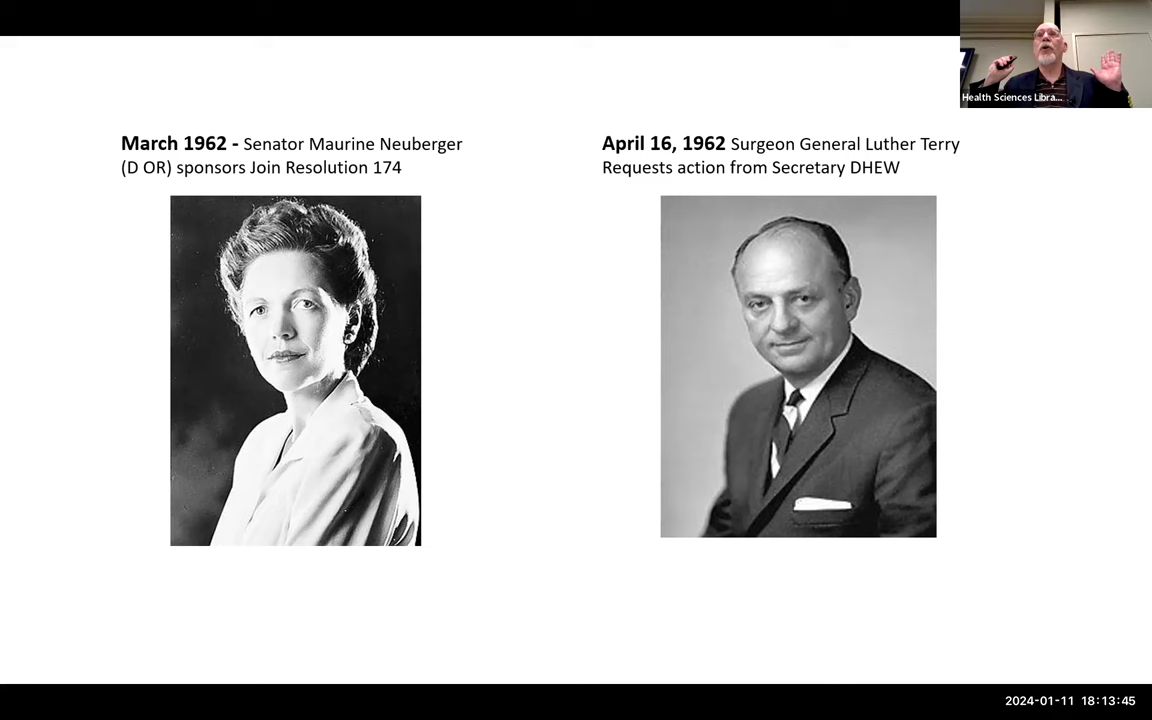 Health Sciences Libra...
March 1962 - Senator Maurine Neuberger
(D OR) sponsors Join Resolution 174
April 16, 1962 Surgeon General Luther Terry
Requests action from Secretary DHEW
2024-01-11 18:13:45